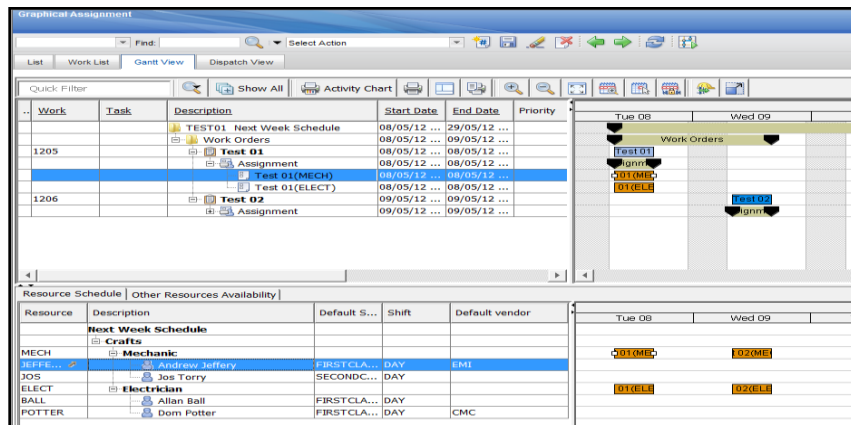 Graphical Assignment
Find: Select Action
List Work List Gantt View Dispatch View
Quick Filter Show All Activity Chart
.. Work Task Description Start Date End Date Priority Tue 08 Wed 09
TEST01 Next Week Schedule 08/05/12 ... 29/05/12 ...
Work Orders 08/05/12 ... 09/05/12 ... Work Orders
1205 Test 01 08/05/12 ... 08/05/12 ... Test 01
Assignment 08/05/12 ... 08/05/12 ... ignm
Test 01(MECH) 08/05/12 ... 08/05/12 ... 01(ME
Test 01(ELECT) 08/05/12 ... 08/05/12 ... 01(ELE
1206 Test 02 09/05/12 ... 09/05/12 ... Test 02
Assignment 09/05/12 ... 09/05/12 ... ignm
Resource Schedule Other Resources Availability
Resource Description Default S... Shift Default vendor Tue 08 Wed 09
Next Week Schedule
Crafts
MECH Mechanic 01(ME 02(ME
JEFFE... Andrew Jeffery FIRSTCLA... DAY EMI
JOS Jos Torry SECONDC... DAY
ELECT Electrician 01(ELE 02(ELE
BALL Allan Ball FIRSTCLA... DAY
POTTER Dom Potter FIRSTCLA... DAY CMC